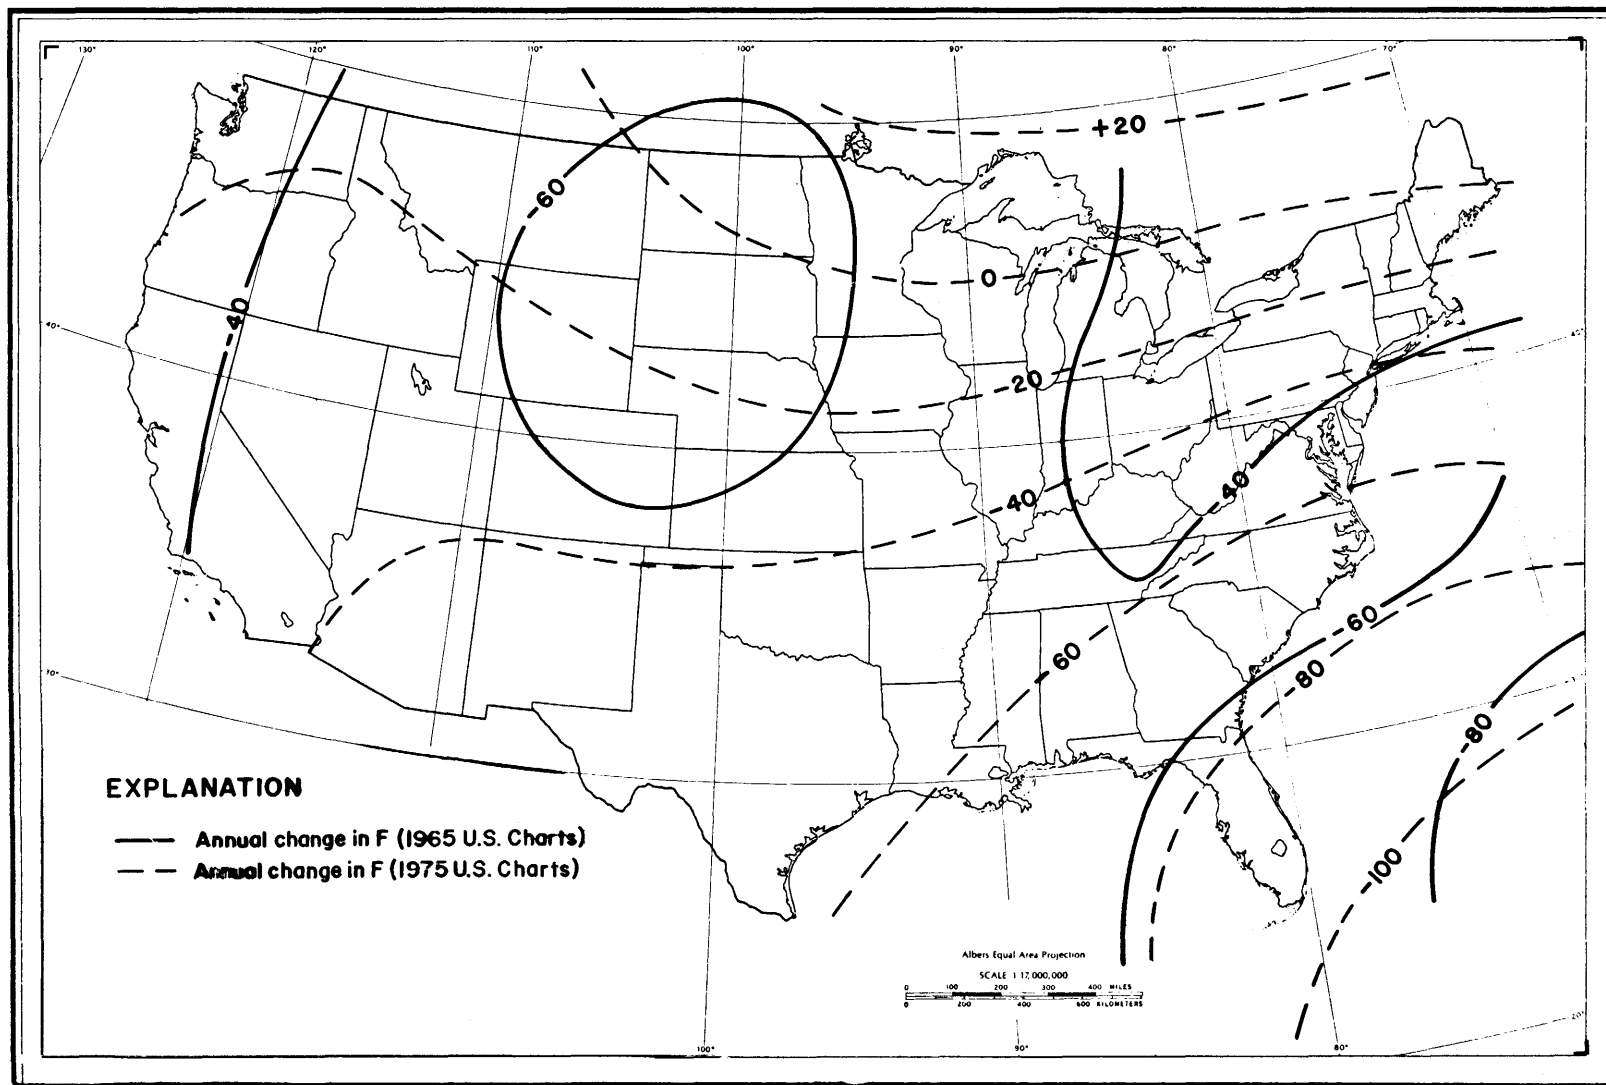 130° 120° 110° 100° 90° 80° 70°
+20
-60
0
-40
40°
40°
-20
-40
-40
-60
-60
-80
30°
-80
-100
EXPLANATION
Annual change in F (1965 U.S. Charts)
Annual change in F (1975 U.S. Charts)
Albers Equal Area Projection
SCALE 1:17,000,000
0 100 200 300 400 MILES
0 200 400 600 KILOMETERS
100° 90° 80°
20°